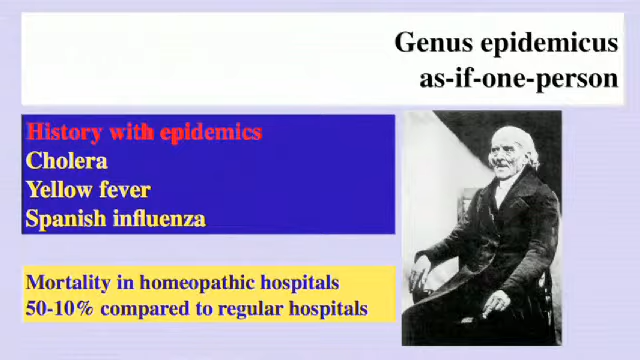 Genus epidemicus
as-if-one-person
History with epidemics
Cholera
Yellow fever
Spanish influenza
Mortality in homeopathic hospitals
50-10% compared to regular hospitals